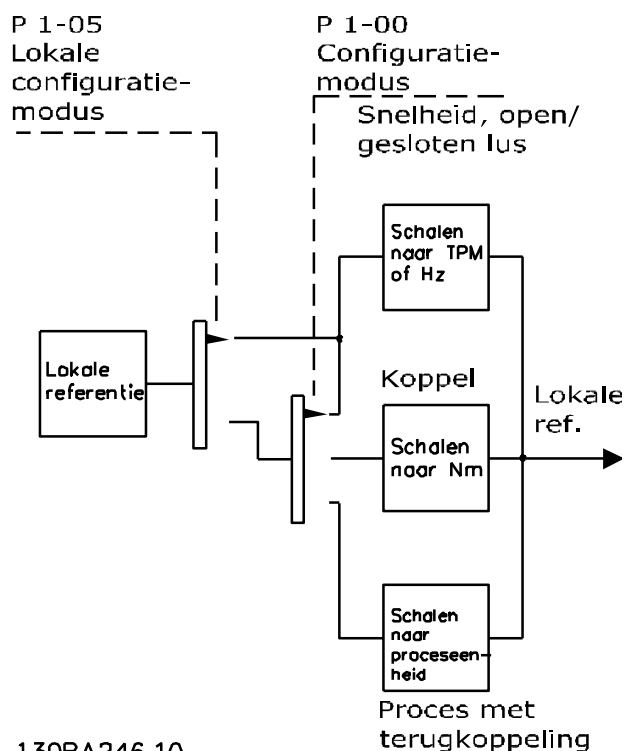 P 1-05
Lokale
configuratie-
modus
P 1-00
Configuratie-
modus
Snelheid, open/
gesloten lus
Schalen
naar TPM
of Hz
Lokale
referentie
Koppel
Schalen
naar Nm
Lokale
ref.
Schalen
naar
proceseen-
heid
Proces met
terugkoppeling
130BA246.10